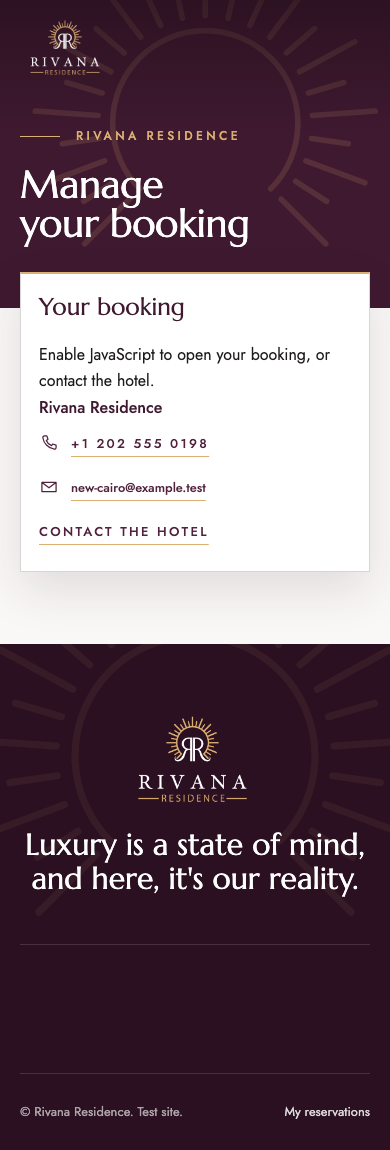 RIVANA
RESIDENCE
RIVANA RESIDENCE
Manage
your booking
Your booking
Enable JavaScript to open your booking, or
contact the hotel.
Rivana Residence
+1 202 555 0198
new-cairo@example.test
CONTACT THE HOTEL
RIVANA
RESIDENCE
Luxury is a state of mind,
and here, it's our reality.
© Rivana Residence. Test site.
My reservations